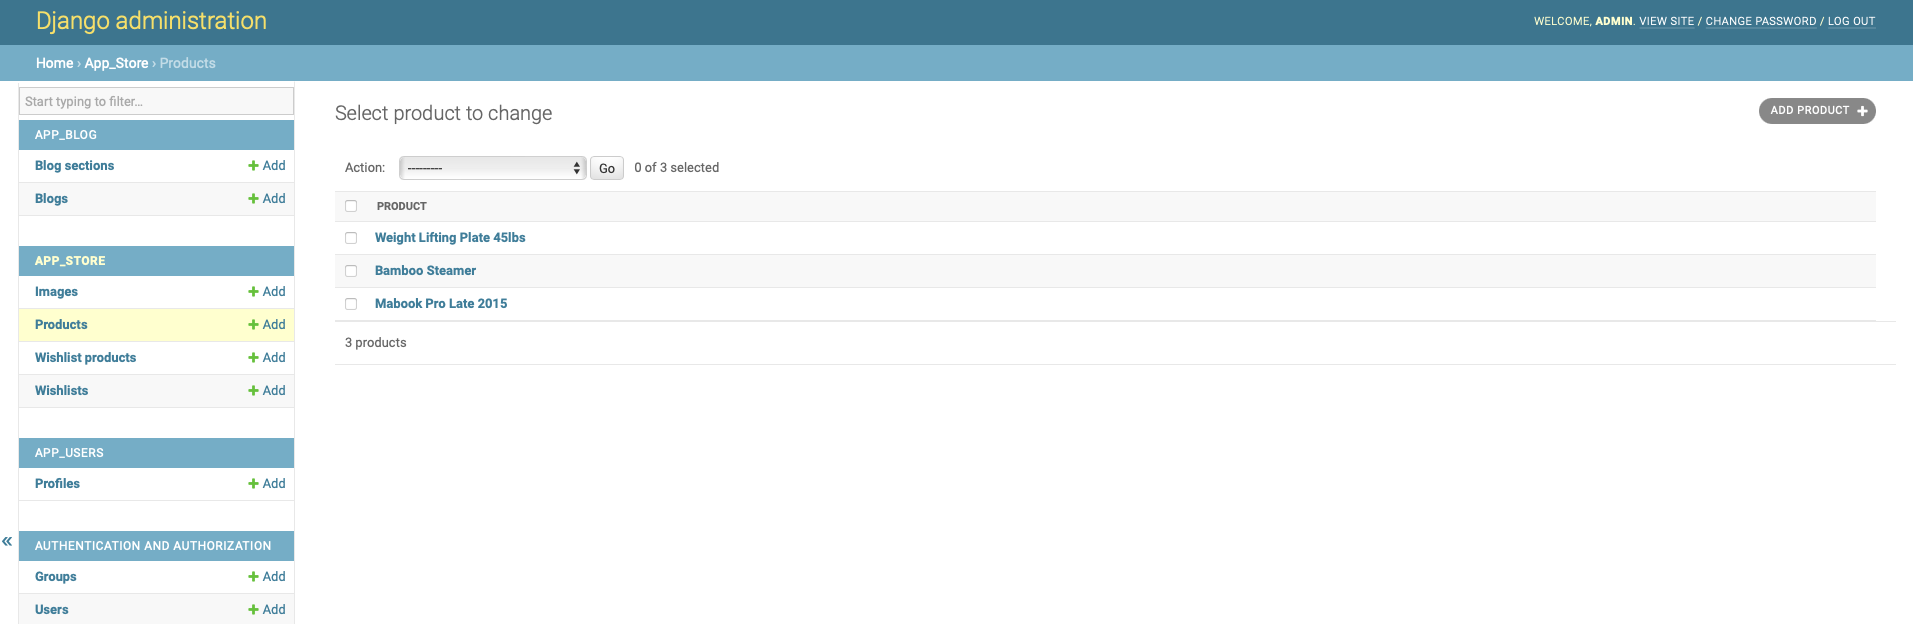 Django administration
WELCOME, ADMIN. VIEW SITE / CHANGE PASSWORD / LOG OUT
Home › App_Store › Products
Start typing to filter...
APP_BLOG
Blog sections + Add
Blogs + Add
APP_STORE
Images + Add
Products + Add
Wishlist products + Add
Wishlists + Add
APP_USERS
Profiles + Add
«
AUTHENTICATION AND AUTHORIZATION
Groups + Add
Users + Add
Select product to change
ADD PRODUCT +
Action: --------- Go 0 of 3 selected
PRODUCT
Weight Lifting Plate 45lbs
Bamboo Steamer
Mabook Pro Late 2015
3 products